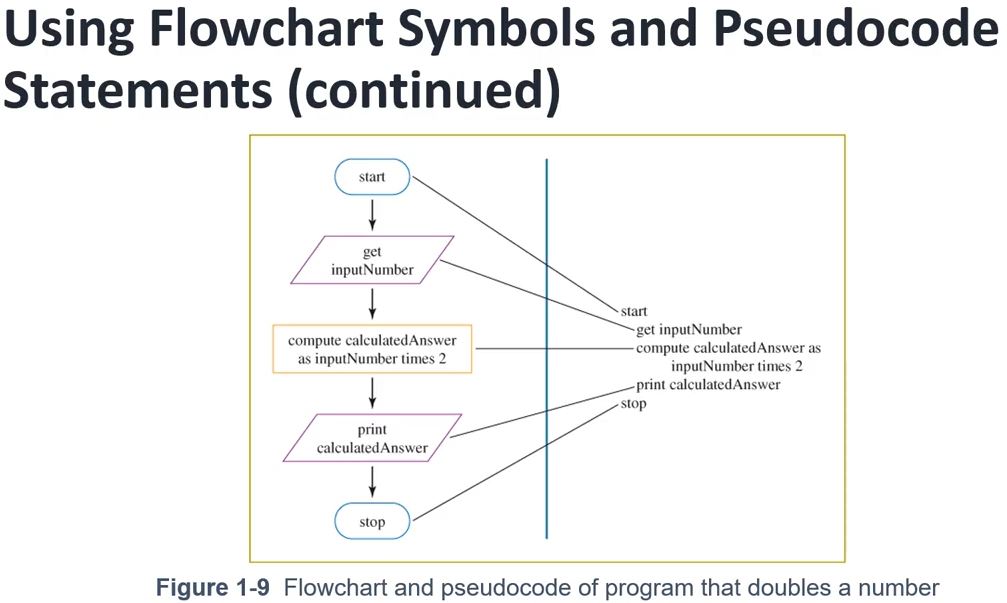 Using Flowchart Symbols and Pseudocode
Statements (continued)
start
get
inputNumber
compute calculatedAnswer
as inputNumber times 2
print
calculatedAnswer
stop
start
get inputNumber
compute calculatedAnswer as
inputNumber times 2
print calculatedAnswer
stop
Figure 1-9 Flowchart and pseudocode of program that doubles a number